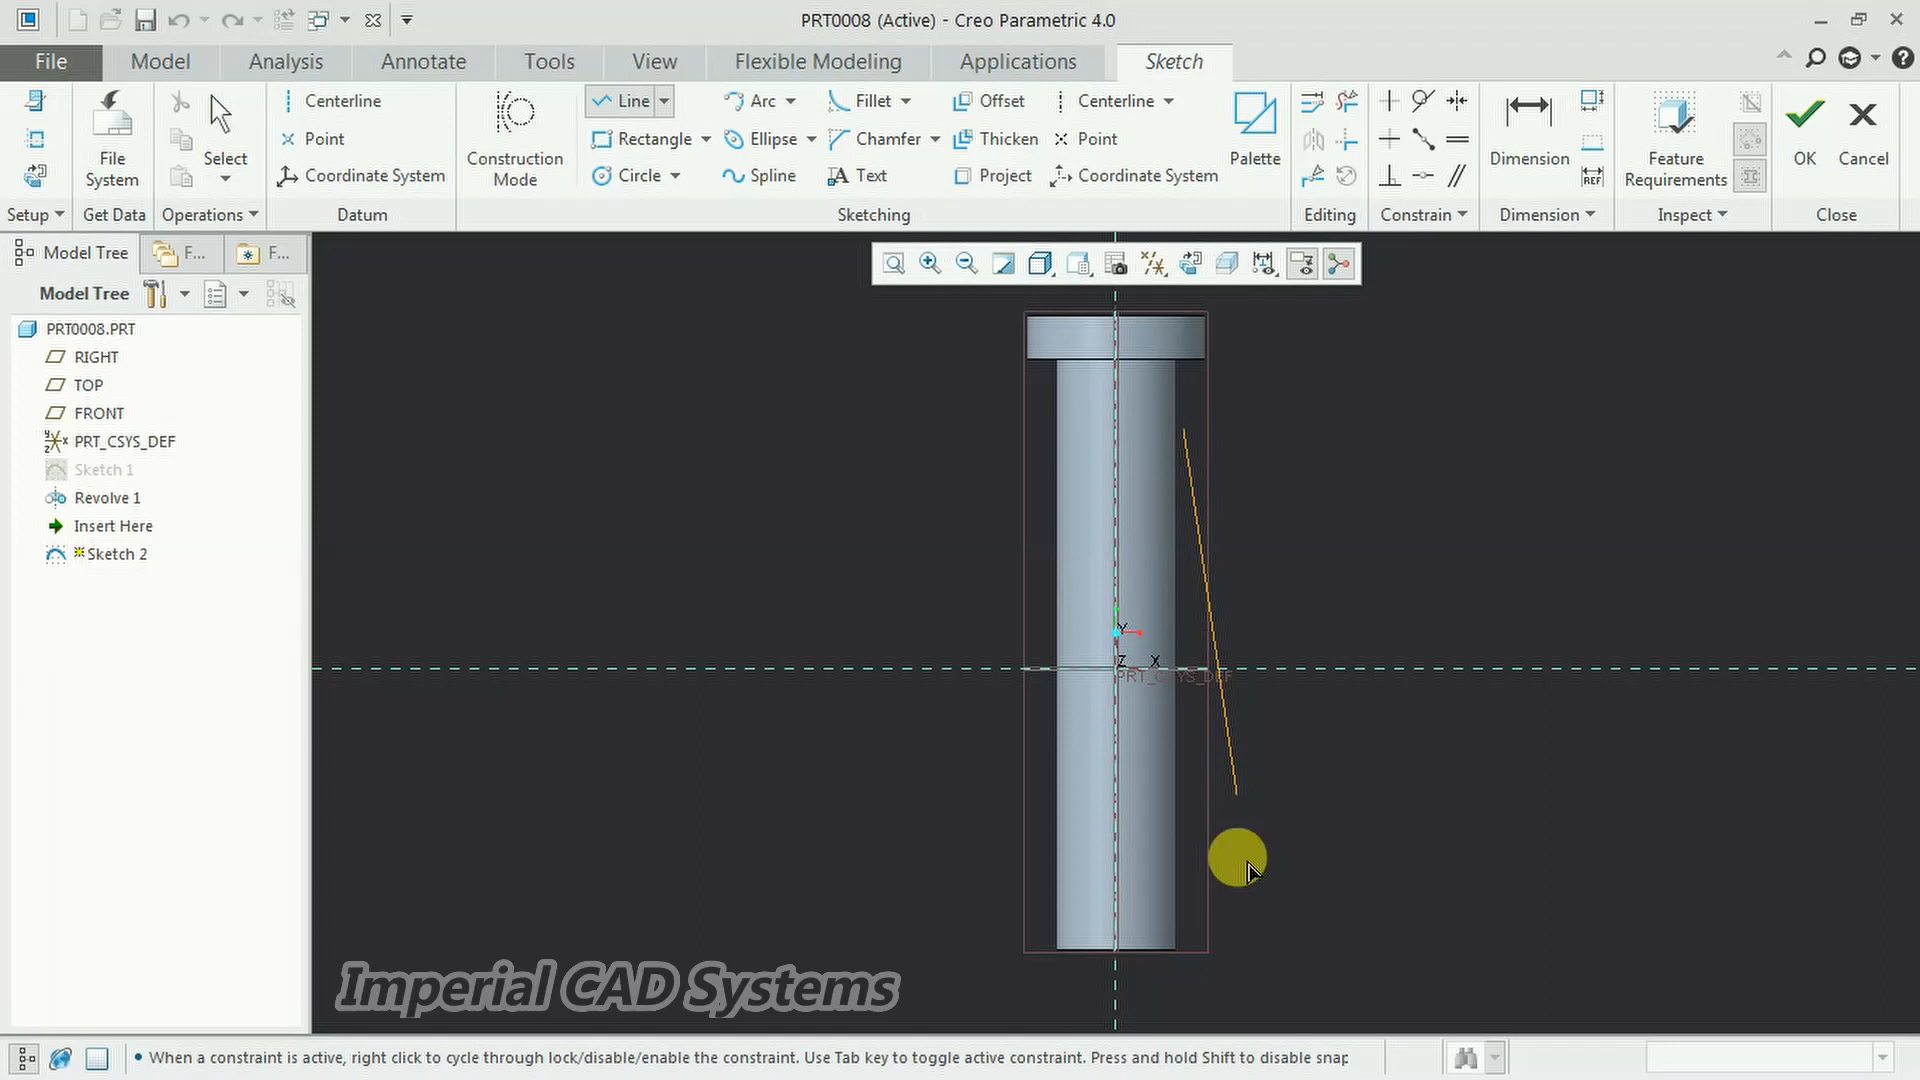 PRT0008 (Active) - Creo Parametric 4.0
File Model Analysis Annotate Tools View Flexible Modeling Applications Sketch
Centerline Line Arc Fillet Offset Centerline
Point Rectangle Ellipse Chamfer Thicken Point
File System Select Construction Mode Palette Dimension Feature Requirements OK Cancel
Coordinate System Circle Spline Text Project Coordinate System
REF
Setup Get Data Operations Datum Sketching Editing Constrain Dimension Inspect Close
Model Tree F... F...
Model Tree
PRT0008.PRT
RIGHT
TOP
FRONT
PRT_CSYS_DEF
Sketch 1
Revolve 1
Insert Here
Sketch 2
Y
Z X
PRT_CSYS_DEF
Imperial CAD Systems
• When a constraint is active, right click to cycle through lock/disable/enable the constraint. Use Tab key to toggle active constraint. Press and hold Shift to disable snap